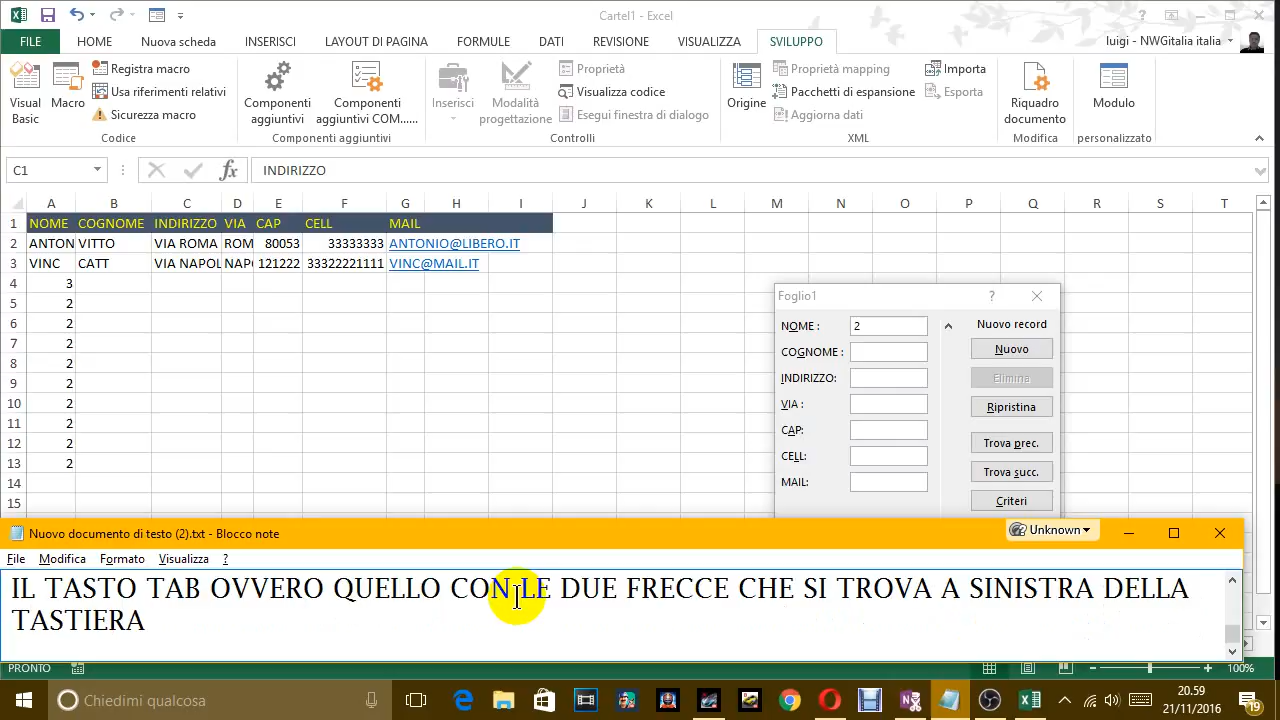 Cartel1 - Excel
FILE HOME Nuova scheda INSERISCI LAYOUT DI PAGINA FORMULE DATI REVISIONE VISUALIZZA SVILUPPO luigi - NWGitalia italia
Visual Basic
Macro
Registra macro
Usa riferimenti relativi
Sicurezza macro
Codice
Componenti aggiuntivi
Componenti aggiuntivi COM...
Componenti aggiuntivi
Inserisci
Modalità progettazione
Proprietà
Visualizza codice
Esegui finestra di dialogo
Controlli
Origine
Proprietà mapping
Pacchetti di espansione
Aggiorna dati
Importa
Esporta
XML
Riquadro documento
Modifica
Modulo
personalizzato
C1 fx INDIRIZZO
A B C D E F G H I J K L M N O P Q R S T
1 NOME COGNOME INDIRIZZO VIA CAP CELL MAIL
2 ANTON VITTO VIA ROMA ROM 80053 33333333 ANTONIO@LIBERO.IT
3 VINC CATT VIA NAPOL NAP 121222 33322221111 VINC@MAIL.IT
4 3
5 2
6 2
7 2
8 2
9 2
10 2
11 2
12 2
13 2
14
15
Foglio1 ?
NOME : 2 Nuovo record
COGNOME : Nuovo
INDIRIZZO: Elimina
VIA : Ripristina
CAP:
CELL: Trova prec.
MAIL: Trova succ.
Criteri
Nuovo documento di testo (2).txt - Blocco note Unknown
File Modifica Formato Visualizza ?
IL TASTO TAB OVVERO QUELLO CON LE DUE FRECCE CHE SI TROVA A SINISTRA DELLA
TASTIERA
PRONTO 100%
Chiedimi qualcosa
20.59
21/11/2016
19